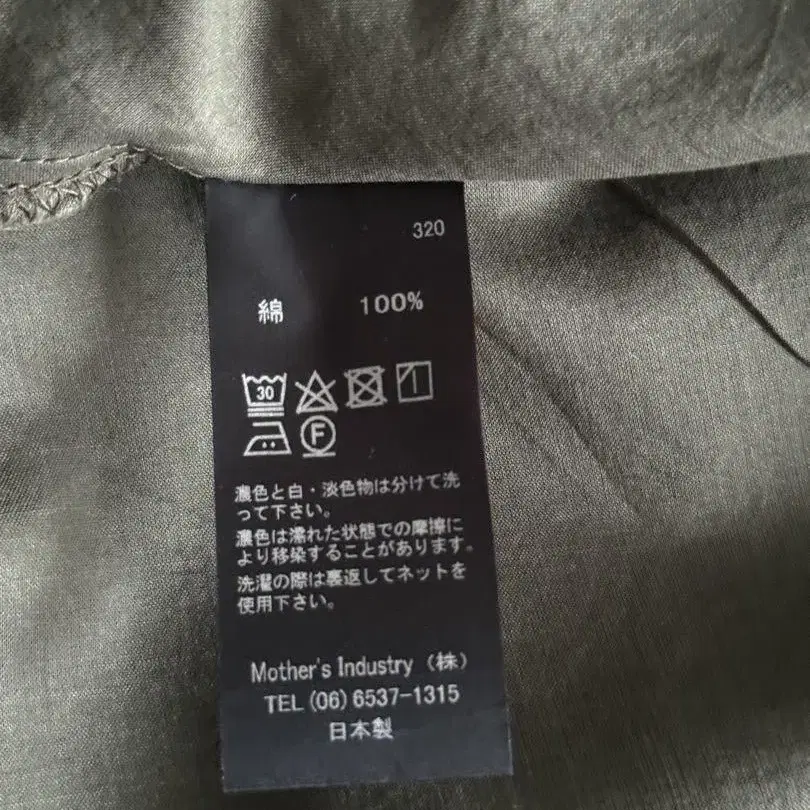 320
綿 100%
30
F
濃色と白・淡色物は分けて洗
って下さい。
濃色は濡れた状態での摩擦に
より移染することがあります。
洗濯の際は裏返してネットを
使用下さい。
Mother's Industry (株)
TEL (06) 6537-1315
日本製